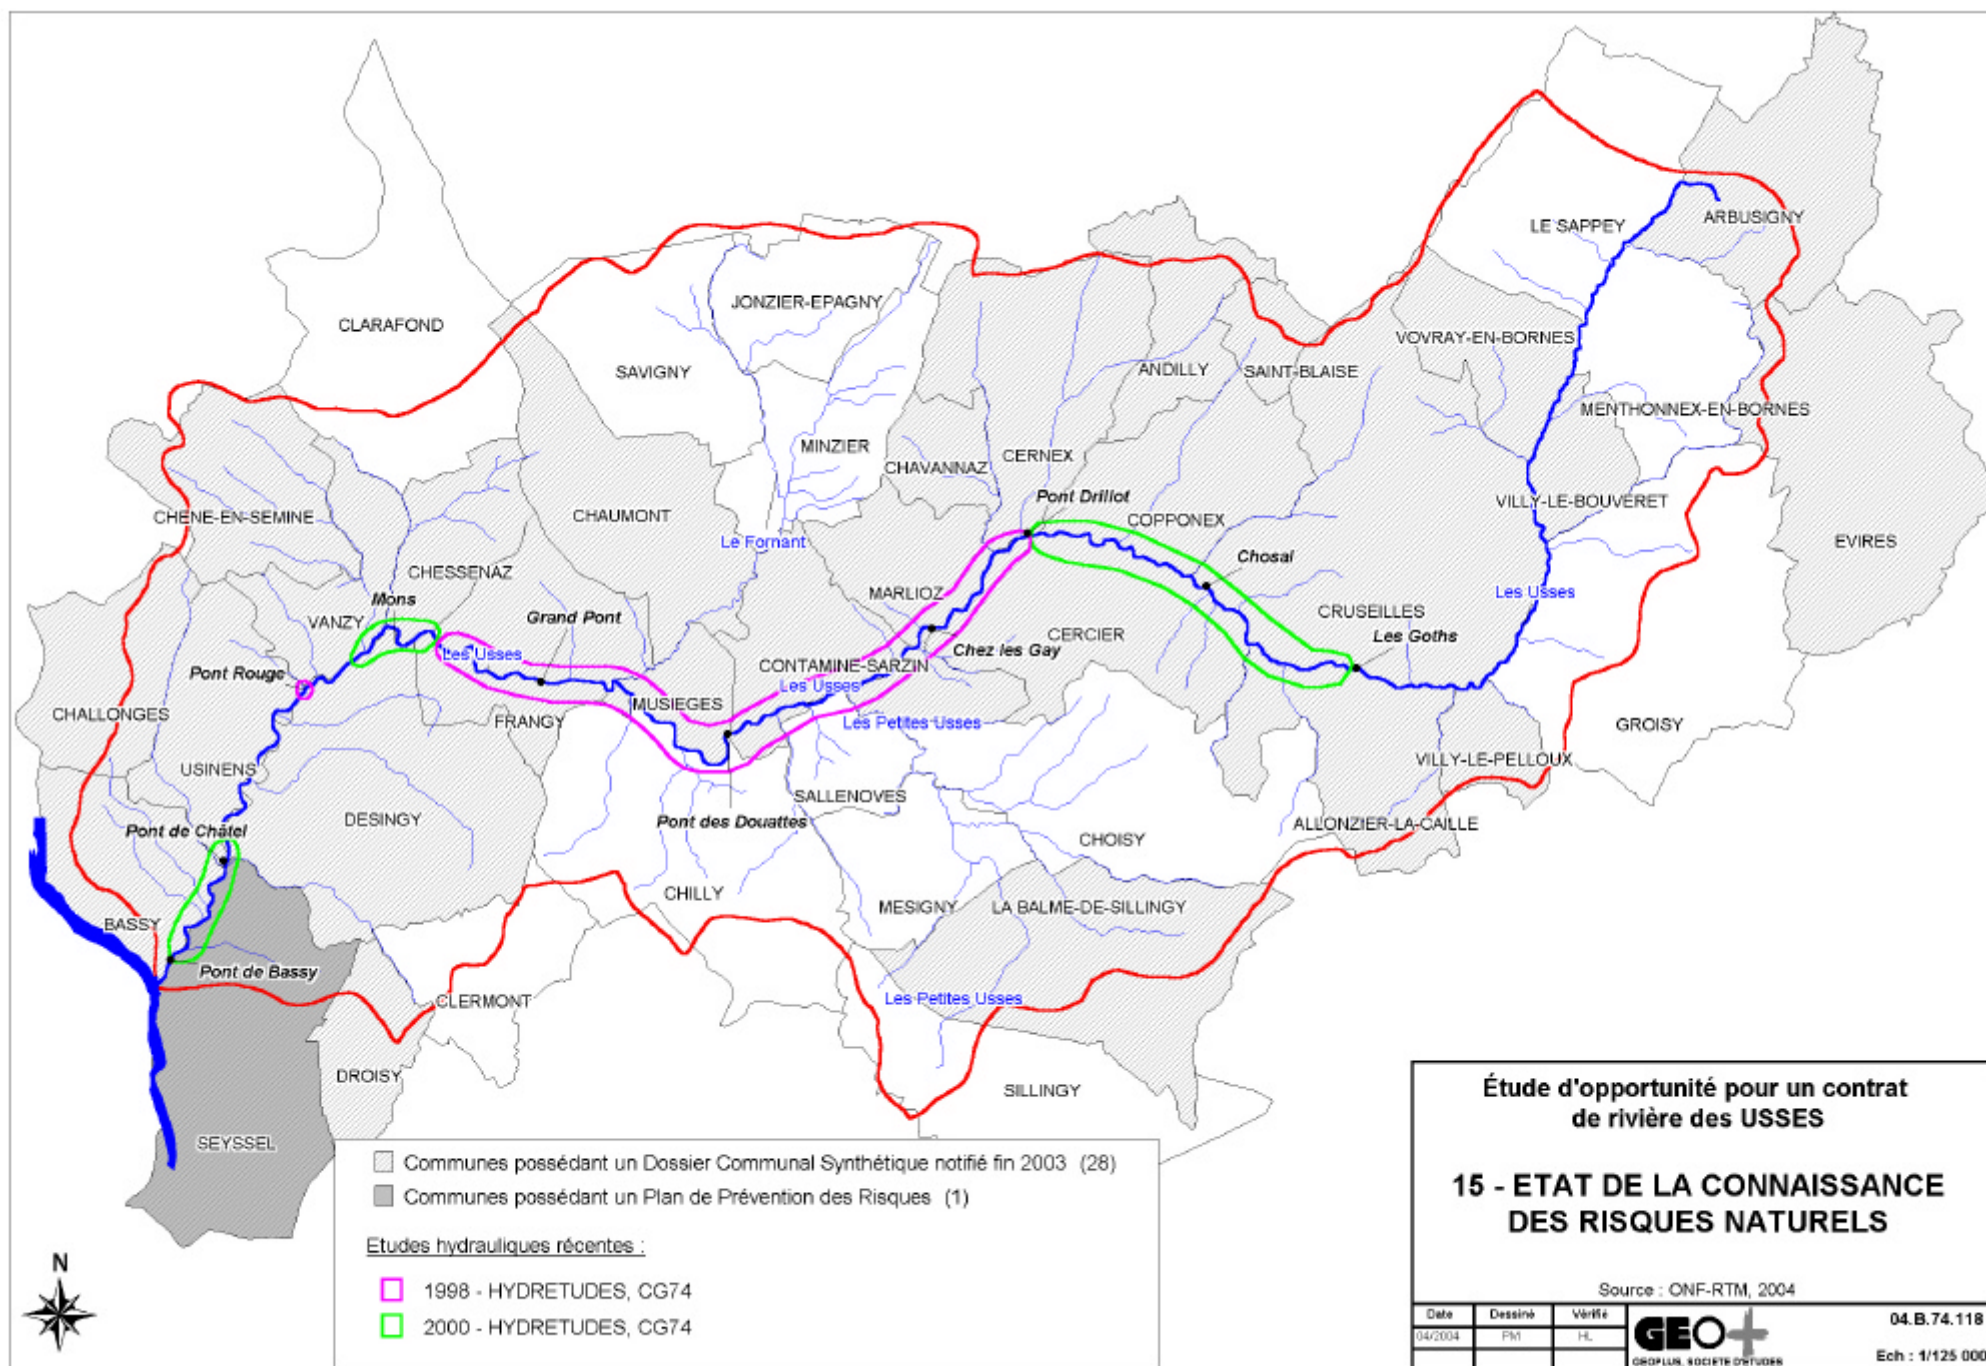 LE SAPPEY
ARBUSIGNY
JONZIER-EPAGNY
CLARAFOND
VOVRAY-EN-BORNES
SAVIGNY
ANDILLY
SAINT-BLAISE
MENTHONNEX-EN-BORNES
MINZIER
CERNEX
CHAVANNAZ
Pont Drillot
VILLY-LE-BOUVERET
CHENE-EN-SEMINE
CHAUMONT
COPPONEX
Le Fornant
EVIRES
Chosal
CHESSENAZ
Mons
MARLIOZ
Les Usses
VANZY
Grand Pont
CERCIER
CRUSEILLES
Les Goths
Les Usses
Chez les Gay
CONTAMINE-SARZIN
Pont Rouge
Les Usses
MUSIEGES
CHALLONGES
FRANGY
Les Petites Usses
GROISY
USINENS
VILLY-LE-PELLOUX
SALLENOVES
DESINGY
Pont des Douattes
ALLONZIER-LA-CAILLE
Pont de Châtel
CHOISY
CHILLY
MESIGNY
LA BALME-DE-SILLINGY
BASSY
Pont de Bassy
CLERMONT
Les Petites Usses
DROISY
SILLINGY
SEYSSEL
Communes possédant un Dossier Communal Synthétique notifié fin 2003 (28)
Communes possédant un Plan de Prévention des Risques (1)
Etudes hydrauliques récentes :
1998 - HYDRETUDES, CG74
2000 - HYDRETUDES, CG74
N
Étude d'opportunité pour un contrat
de rivière des USSES
15 - ETAT DE LA CONNAISSANCE
DES RISQUES NATURELS
Source : ONF-RTM, 2004
Date Dessiné Vérifié
04/2004 PM HL
GEO+
GEOPLUS, SOCIETE D'ETUDES
04.B.74.118
Ech : 1/125 000